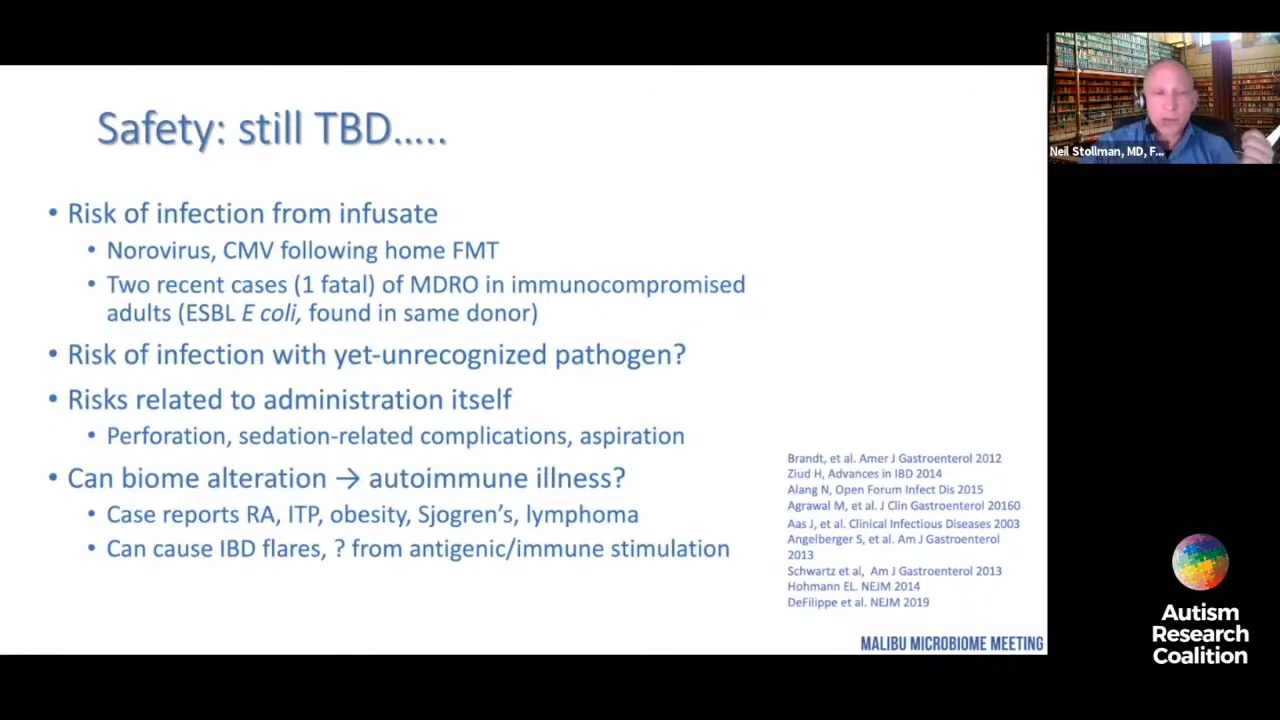 Safety: still TBD.....
• Risk of infection from infusate
• Norovirus, CMV following home FMT
• Two recent cases (1 fatal) of MDRO in immunocompromised
adults (ESBL E coli, found in same donor)
• Risk of infection with yet-unrecognized pathogen?
• Risks related to administration itself
• Perforation, sedation-related complications, aspiration
• Can biome alteration → autoimmune illness?
• Case reports RA, ITP, obesity, Sjogren's, lymphoma
• Can cause IBD flares, ? from antigenic/immune stimulation
Brandt, et al. Amer J Gastroenterol 2012
Ziud H, Advances in IBD 2014
Alang N, Open Forum Infect Dis 2015
Agrawal M, et al. J Clin Gastroenterol 20160
Aas J, et al. Clinical Infectious Diseases 2003
Angelberger S, et al. Am J Gastroenterol
2013
Schwartz et al, Am J Gastroenterol 2013
Hohmann EL. NEJM 2014
DeFilippe et al. NEJM 2019
MALIBU MICROBIOME MEETING
Neil Stollman, MD, F...
Autism
Research
Coalition